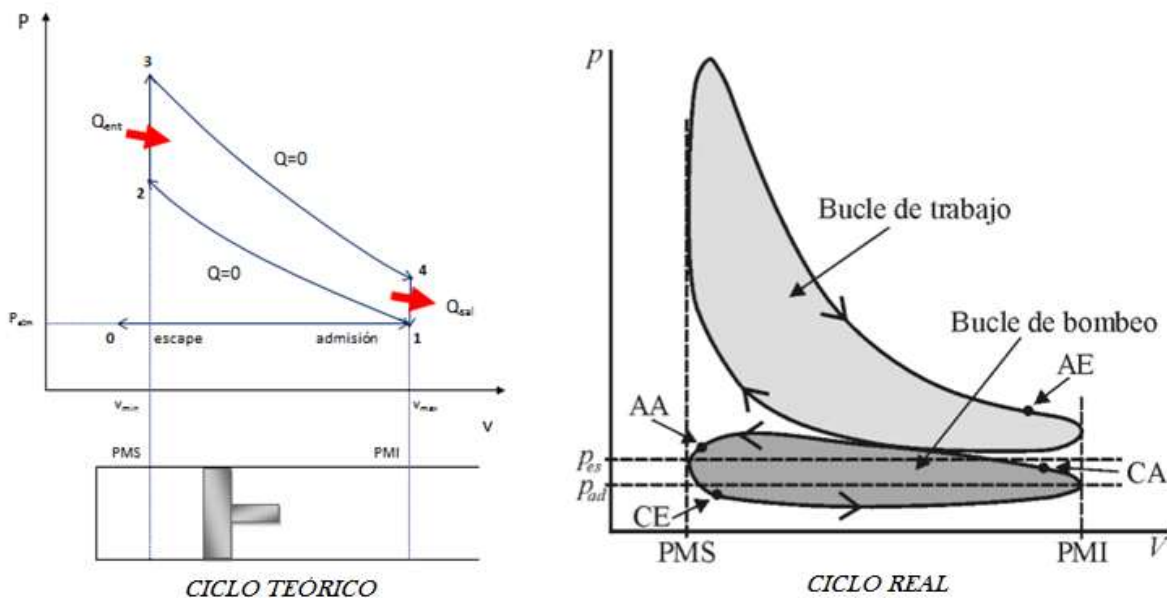 P
3
Qent
Q=0
2
Q=0
4
Qsal
Patm
0
escape
admisión
1
vmin
vmax
V
PMS
PMI
CICLO TEÓRICO
p
Bucle de trabajo
Bucle de bombeo
AE
AA
pes
pad
CA
CE
PMS
PMI
V
CICLO REAL